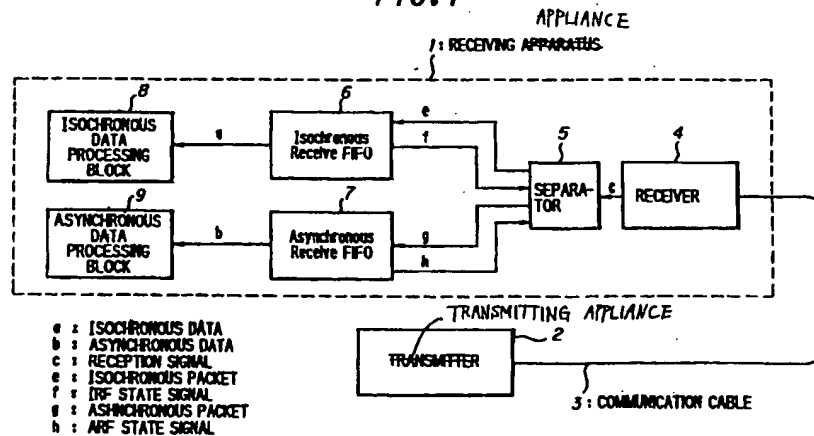 FIG. 1
APPLIANCE
1: RECEIVING APPARATUS
8
ISOCHRONOUS
DATA
PROCESSING
BLOCK
a
6
Isochronous
Receive FIFO
e
f
5
SEPARA-
TOR
c
4
RECEIVER
9
ASYNCHRONOUS
DATA
PROCESSING
BLOCK
b
7
Asynchronous
Receive FIFO
g
h
a : ISOCHRONOUS DATA
b : ASYNCHRONOUS DATA
c : RECEPTION SIGNAL
e : ISOCHRONOUS PACKET
f : IRF STATE SIGNAL
g : ASHNCHRONOUS PACKET
h : ARF STATE SIGNAL
TRANSMITTING APPLIANCE
2
TRANSMITTER
3: COMMUNICATION CABLE